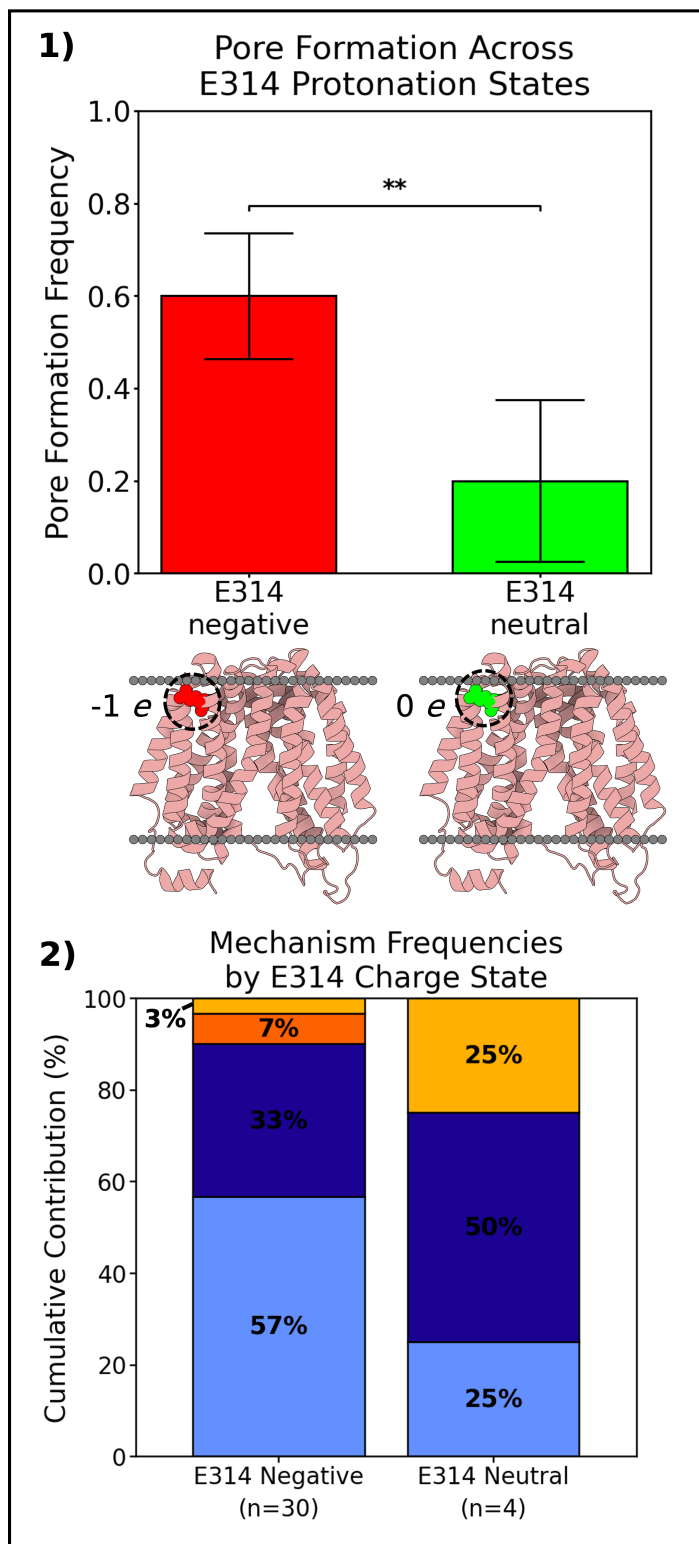 1)
Pore Formation Across
E314 Protonation States
Pore Formation Frequency
1.0
0.8
0.6
0.4
0.2
0.0
**
E314
negative
E314
neutral
-1 e
0 e
2)
Mechanism Frequencies
by E314 Charge State
Cumulative Contribution (%)
100
80
60
40
20
0
3%
7%
33%
57%
25%
50%
25%
E314 Negative
(n=30)
E314 Neutral
(n=4)